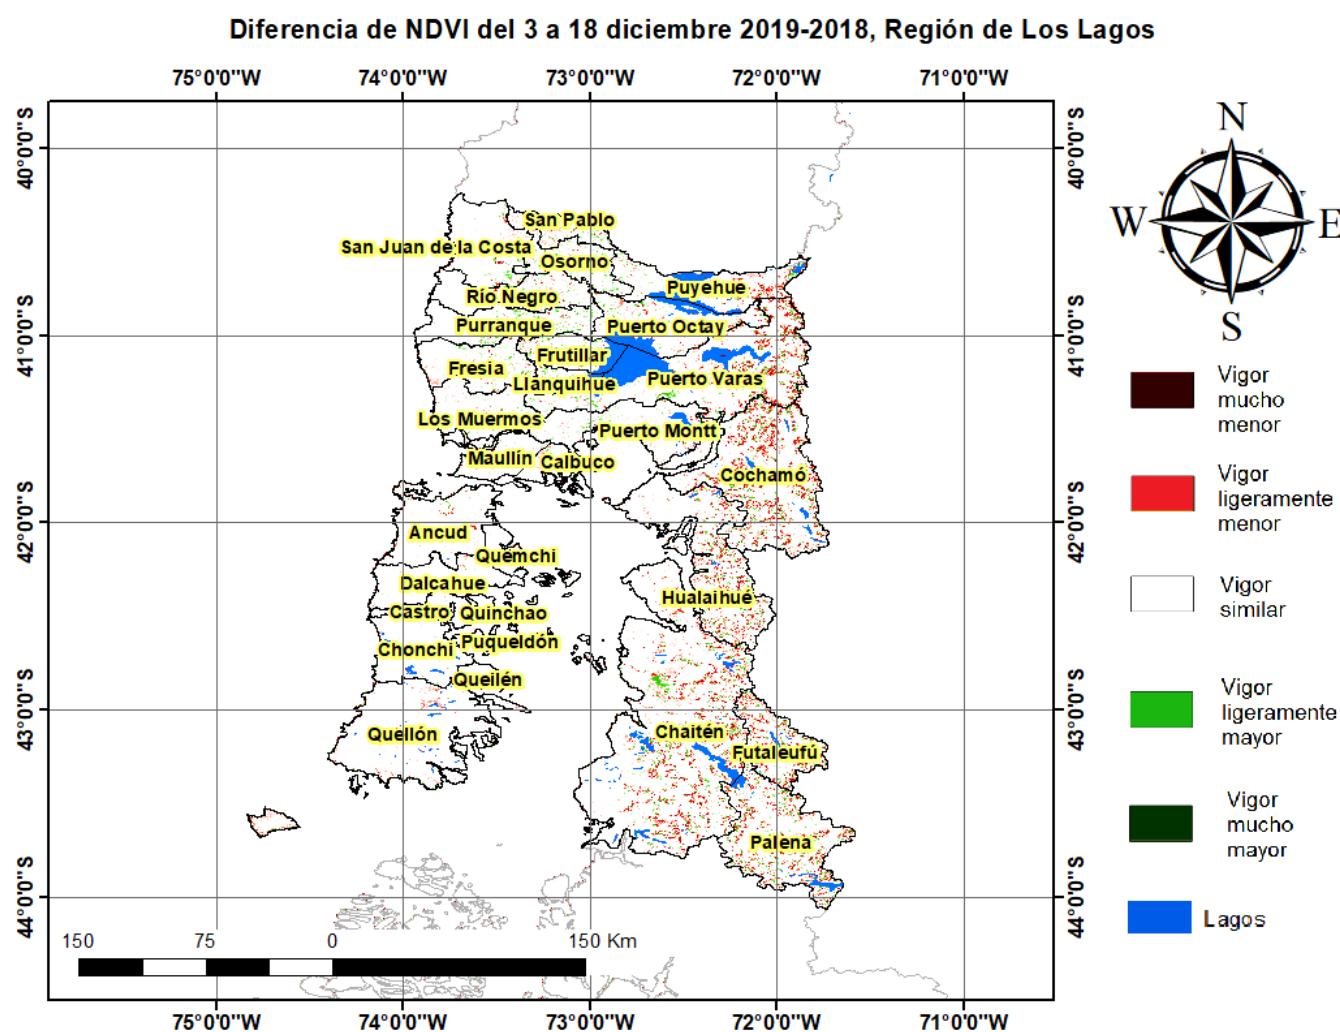 Diferencia de NDVI del 3 a 18 diciembre 2019-2018, Región de Los Lagos
75°0'0"W 74°0'0"W 73°0'0"W 72°0'0"W 71°0'0"W
40°0'0"S
41°0'0"S
42°0'0"S
43°0'0"S
44°0'0"S
San Pablo
San Juan de la Costa
Osorno
Puyehue
Río Negro
Purranque
Puerto Octay
Frutillar
Fresia
Llanquihue
Puerto Varas
Los Muermos
Puerto Montt
Maullín
Calbuco
Cochamó
Ancud
Quemchi
Dalcahue
Hualaihué
Castro
Quinchao
Chonchi
Puqueldón
Queilén
Quellón
Chaitén
Futaleufú
Palena
150 75 0 150 Km
75°0'0"W 74°0'0"W 73°0'0"W 72°0'0"W 71°0'0"W
40°0'0"S
41°0'0"S
42°0'0"S
43°0'0"S
44°0'0"S
N
W
E
S
Vigor
mucho
menor
Vigor
ligeramente
menor
Vigor
similar
Vigor
ligeramente
mayor
Vigor
mucho
mayor
Lagos